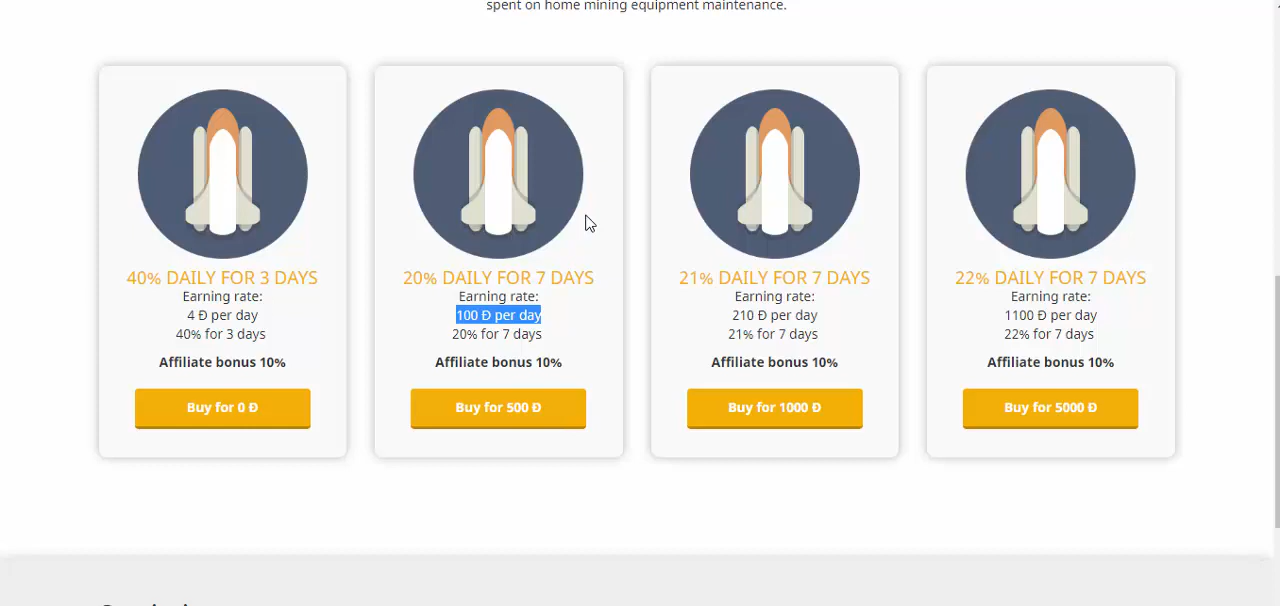 spent on home mining equipment maintenance.
40% DAILY FOR 3 DAYS
Earning rate:
4 Đ per day
40% for 3 days
Affiliate bonus 10%
Buy for 0 Đ
20% DAILY FOR 7 DAYS
Earning rate:
100 Đ per day
20% for 7 days
Affiliate bonus 10%
Buy for 500 Đ
21% DAILY FOR 7 DAYS
Earning rate:
210 Đ per day
21% for 7 days
Affiliate bonus 10%
Buy for 1000 Đ
22% DAILY FOR 7 DAYS
Earning rate:
1100 Đ per day
22% for 7 days
Affiliate bonus 10%
Buy for 5000 Đ